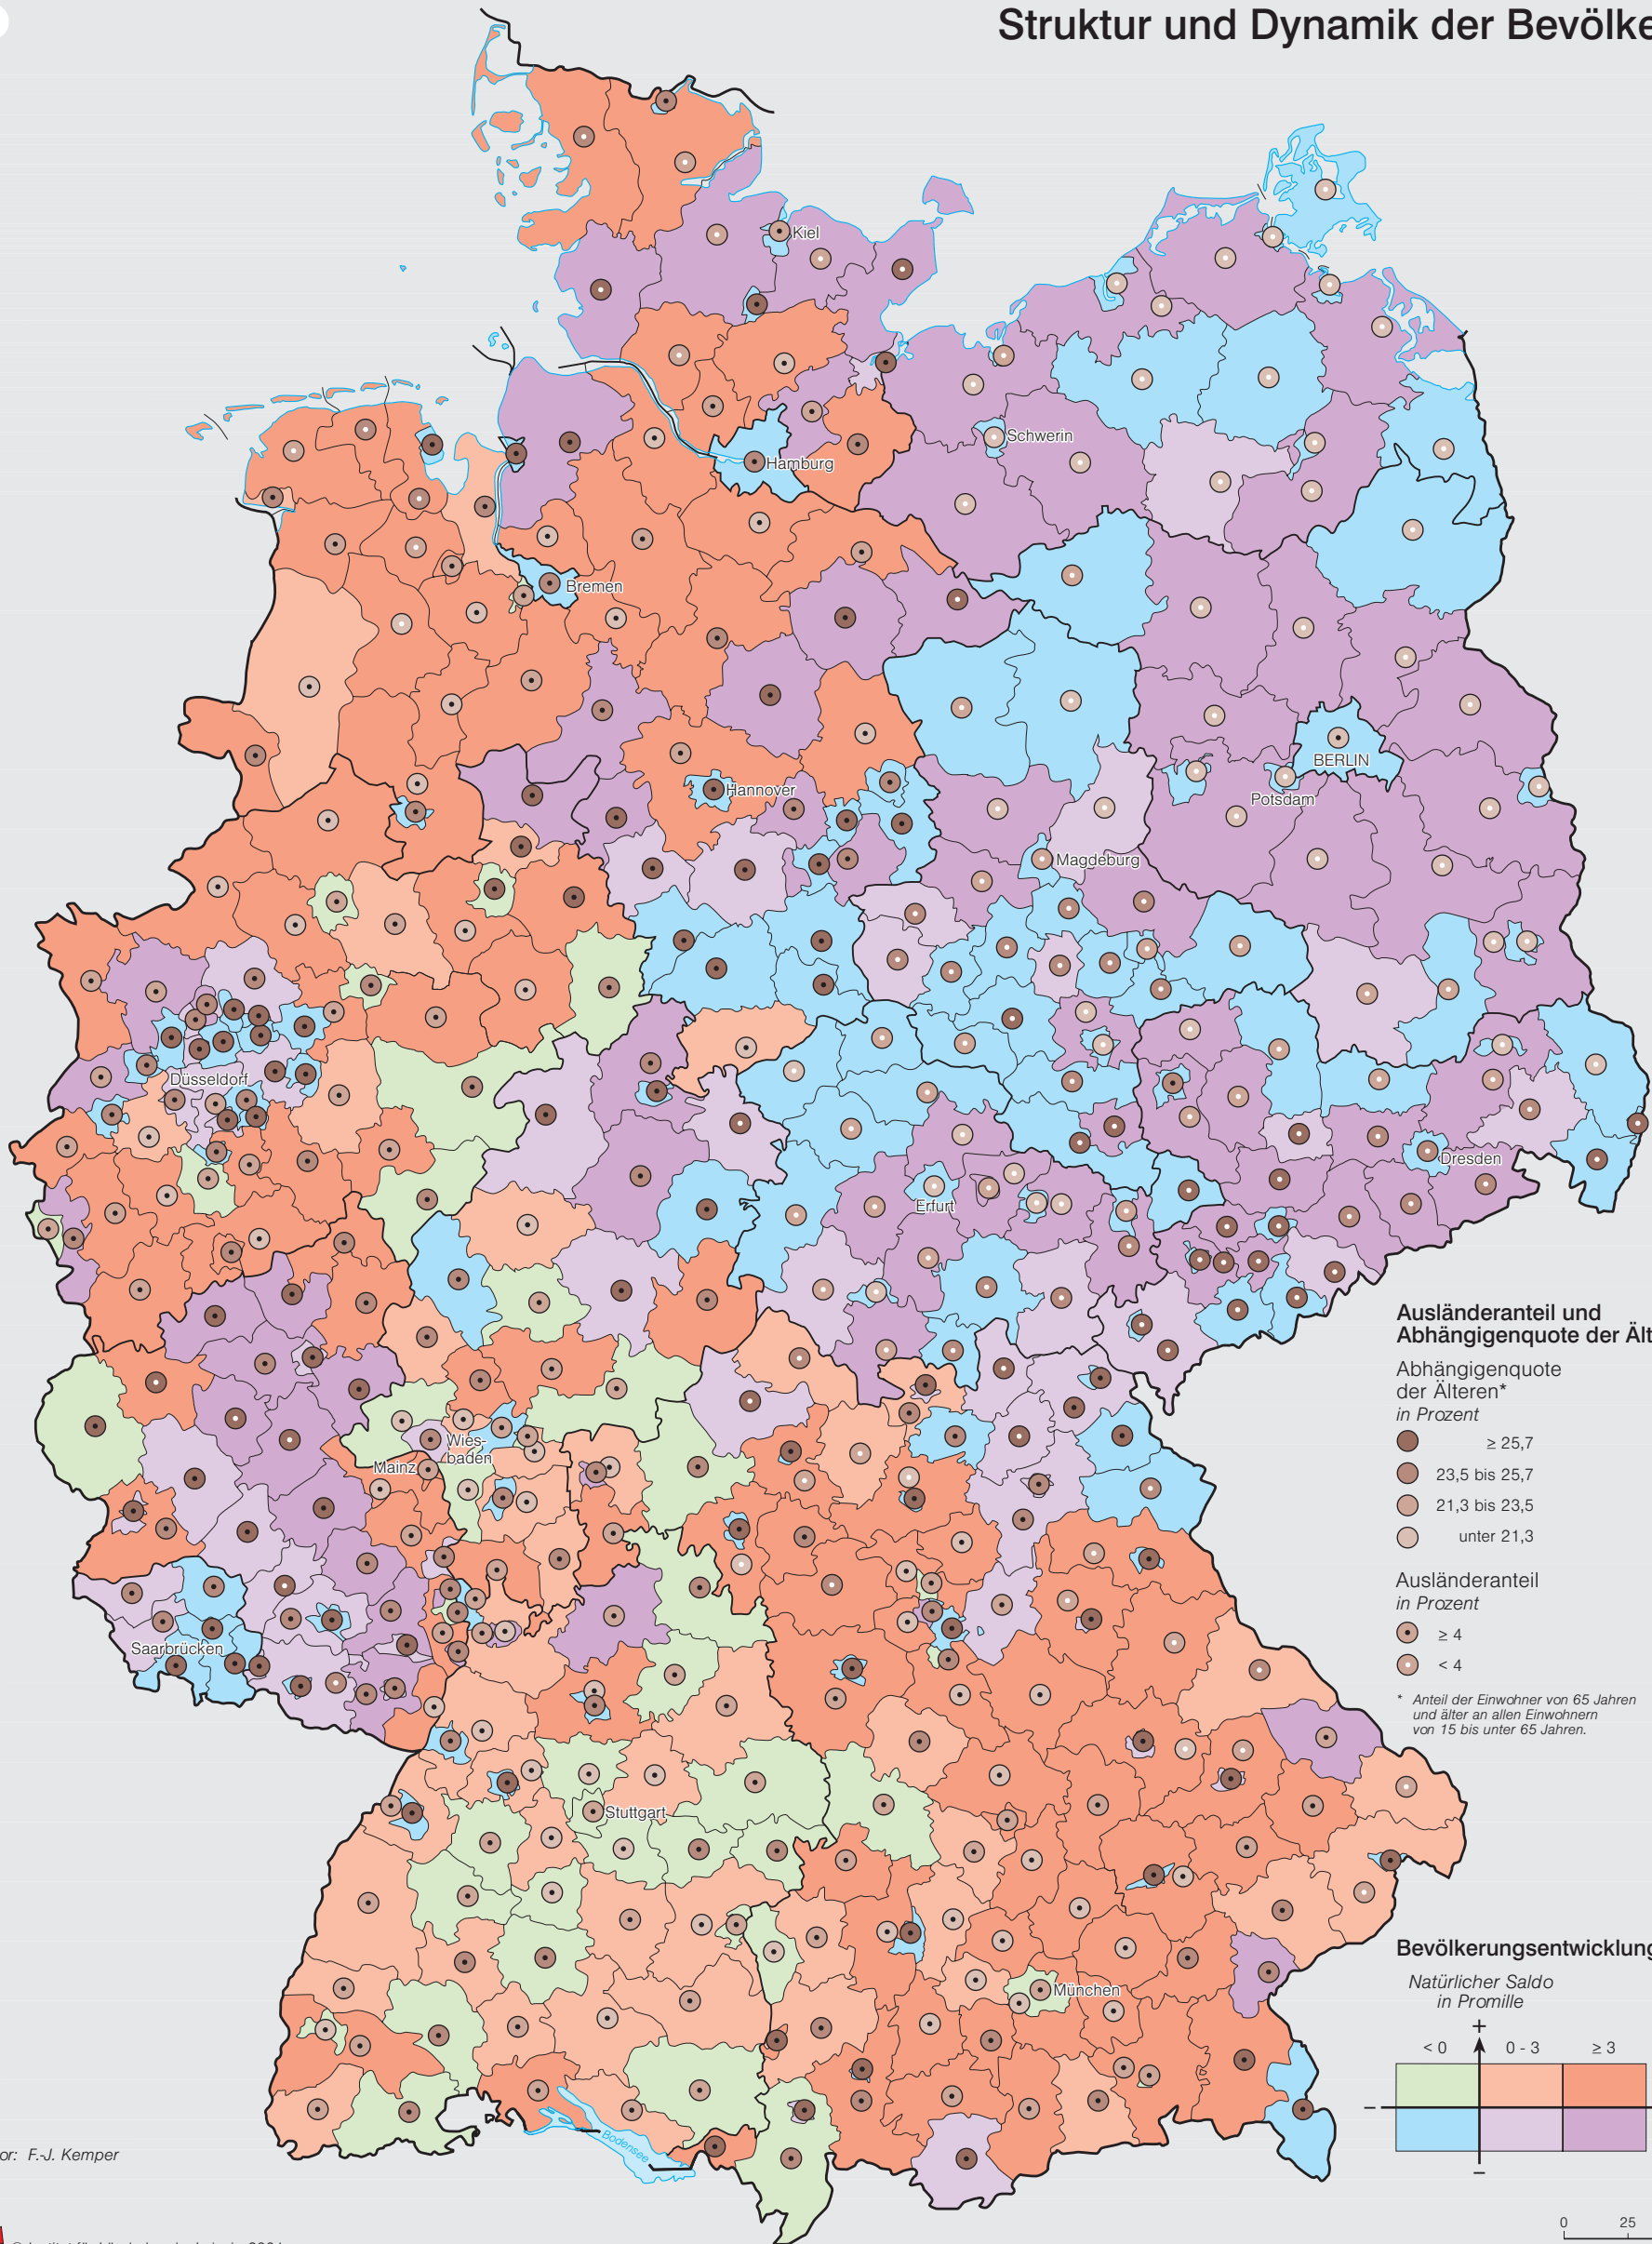 Struktur und Dynamik der Bevölke
Kiel
Schwerin
Hamburg
Bremen
BERLIN
Hannover
Potsdam
Magdeburg
Düsseldorf
Dresden
Erfurt
Wies-
baden
Mainz
Saarbrücken
Stuttgart
München
Bodensee
Ausländeranteil und
Abhängigenquote der Ält
Abhängigenquote
der Älteren*
in Prozent
≥ 25,7
23,5 bis 25,7
21,3 bis 23,5
unter 21,3
Ausländeranteil
in Prozent
≥ 4
< 4
* Anteil der Einwohner von 65 Jahren
und älter an allen Einwohnern
von 15 bis unter 65 Jahren.
Bevölkerungsentwicklung
Natürlicher Saldo
in Promille
+
< 0 0 - 3 ≥ 3
–
–
or: F.-J. Kemper
0 25